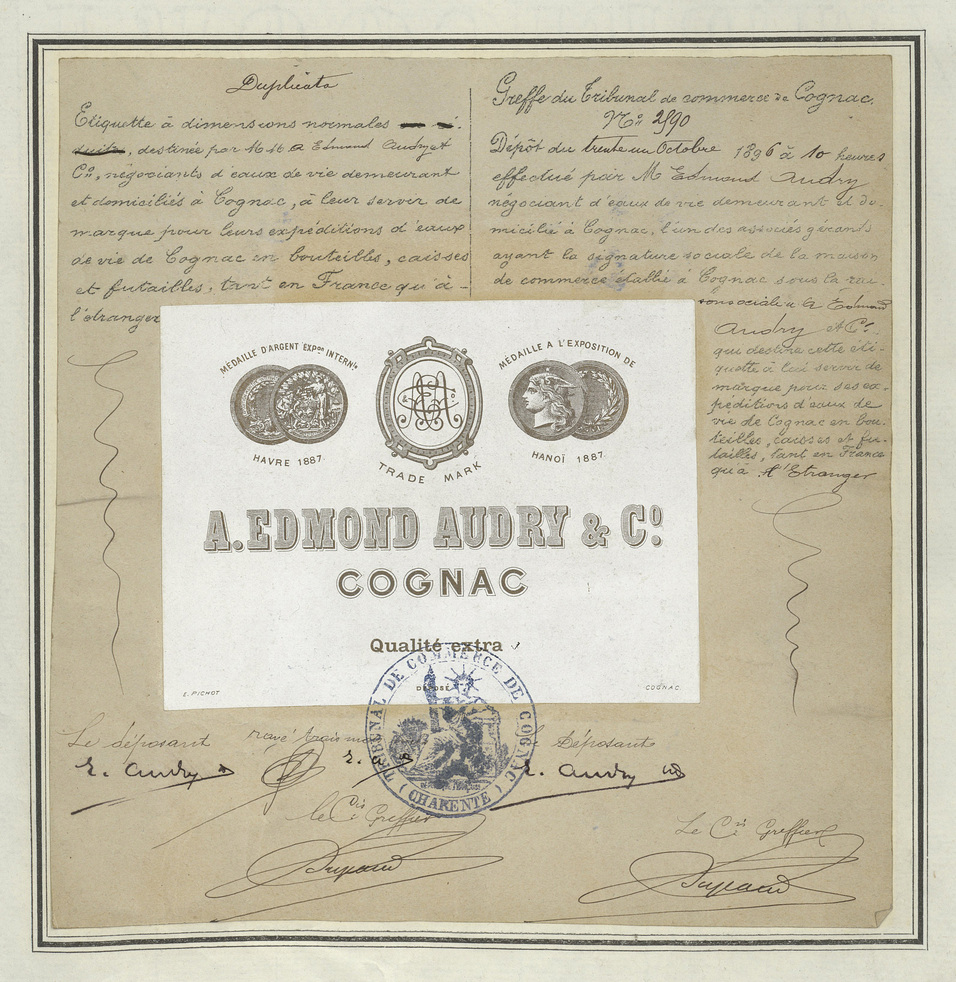 Duplicata
Etiquette à dimensions normales
, destinée par MM A Edmond Audry et
Cie, négociants d'eaux de vie demeurant
et domiciliés à Cognac, à leur servir de
marque pour leurs expéditions d'eaux
de vie de Cognac en bouteilles, caisses
et futailles, tant en France qu'à
l'étranger
Greffe du Tribunal de commerce de Cognac.
No 2590
Dépôt du trente un Octobre 1896 à 10 heures
effectué par M Edmond Audry
négociant d'eaux de vie demeurant et do-
micilié à Cognac, l'un des associés gérants
ayant la signature sociale de la maison
de commerce établie à Cognac sous la rai-
son sociale A Edmond
Audry et Cie,
qui destine cette éti-
quette à lui servir de
marque pour ses ex-
péditions d'eaux de
vie de Cognac en bou-
teilles, caisses et fu-
tailles, tant en France
qu'à l'Etranger
MÉDAILLE D'ARGENT EXPON INTERNLE
HAVRE 1887
TRADE MARK
MÉDAILLE A L'EXPOSITION DE
HANOÏ 1887
A. EDMOND AUDRY & Co
COGNAC
Qualité extra
DÉPOSÉ
E. PICHOT
COGNAC
TRIBUNAL DE COMMERCE DE COGNAC
(CHARENTE)
Le déposant
rayé trois mots
Déposant
E. Audry
E. Audry
le Cis Greffier
Le Cis Greffier